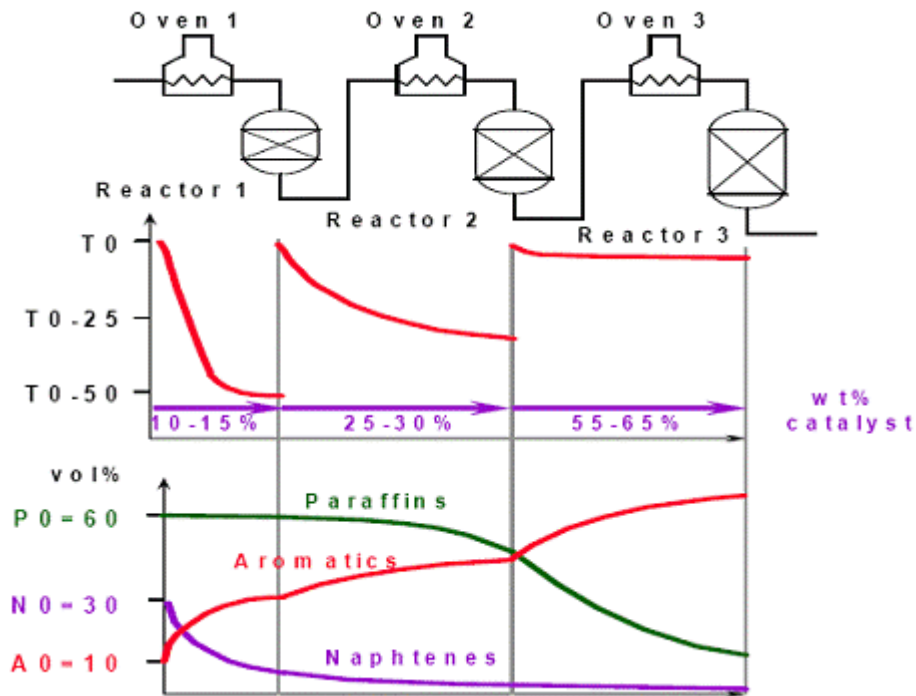 Oven 1
Oven 2
Oven 3
Reactor 1
Reactor 2
Reactor 3
T0
T0-25
T0-50
10-15%
25-30%
55-65%
wt%
catalyst
vol%
P0=60
Paraffins
Aromatics
N0=30
Naphtenes
A0=10